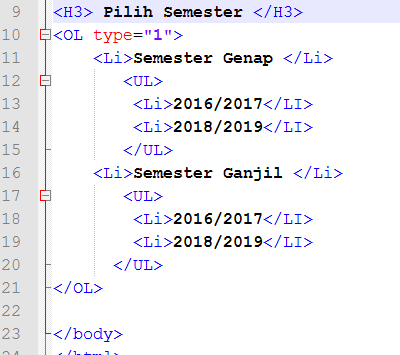 9 <H3> Pilih Semester </H3>
10 <OL type="1">
11 <Li>Semester Genap </Li>
12 <UL>
13 <Li>2016/2017</LI>
14 <Li>2018/2019</LI>
15 </UL>
16 <Li>Semester Ganjil </Li>
17 <UL>
18 <Li>2016/2017</LI>
19 <Li>2018/2019</LI>
20 </UL>
21 </OL>
22
23 </body>
24 </html>